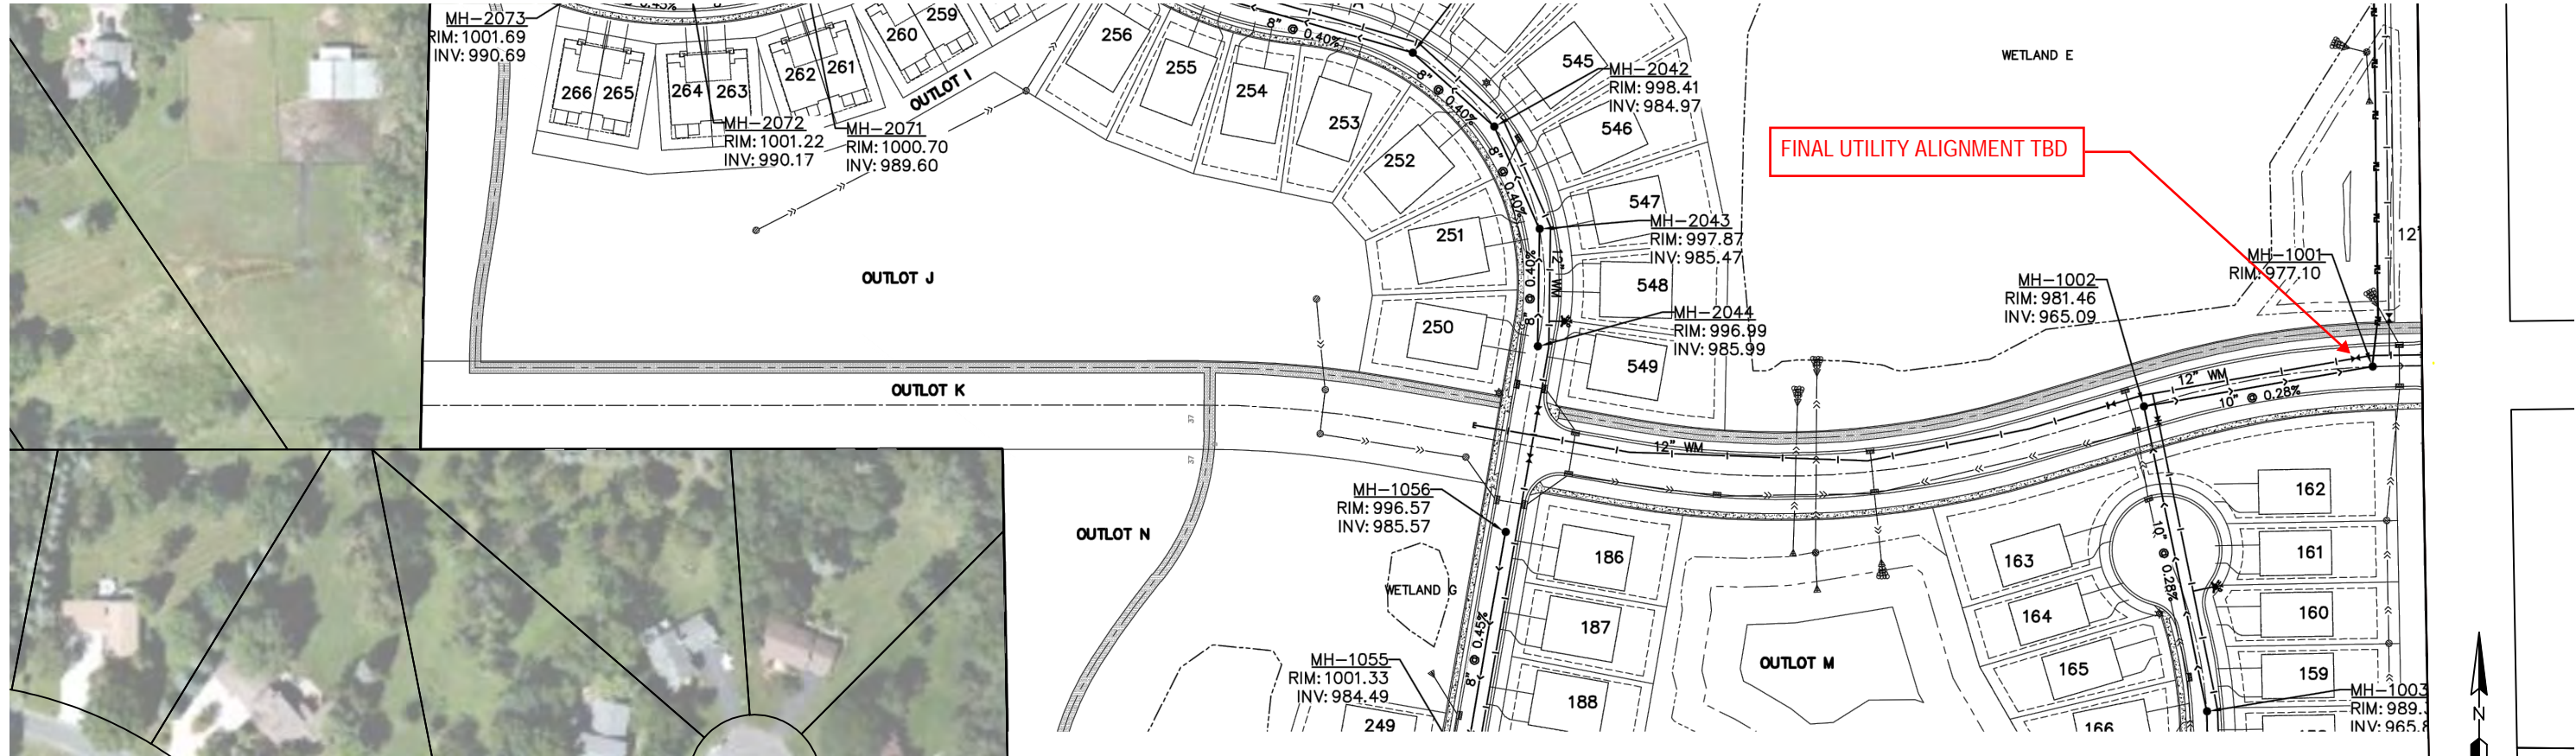 MH-2073
RIM: 1001.69
INV: 990.69
266
265
264
263
262
261
260
259
OUTLOT I
256
255
254
253
252
251
250
8" @ 0.40%
8" @ 0.40%
8" @ 0.40%
8" @ 0.40%
12" WM
545
546
547
548
549
MH-2042
RIM: 998.41
INV: 984.97
MH-2072
RIM: 1001.22
INV: 990.17
MH-2071
RIM: 1000.70
INV: 989.60
MH-2043
RIM: 997.87
INV: 985.47
MH-2044
RIM: 996.99
INV: 985.99
WETLAND E
FINAL UTILITY ALIGNMENT TBD
12'
MH-1001
RIM: 977.10
MH-1002
RIM: 981.46
INV: 965.09
OUTLOT J
OUTLOT K
37
37
12" WM
10" @ 0.28%
12" WM
MH-1056
RIM: 996.57
INV: 985.57
OUTLOT N
WETLAND G
8" @ 0.45%
186
187
188
MH-1055
RIM: 1001.33
INV: 984.49
249
OUTLOT M
163
164
165
166
10" @ 0.28%
162
161
160
159
MH-1003
RIM: 989.
INV: 965.
N